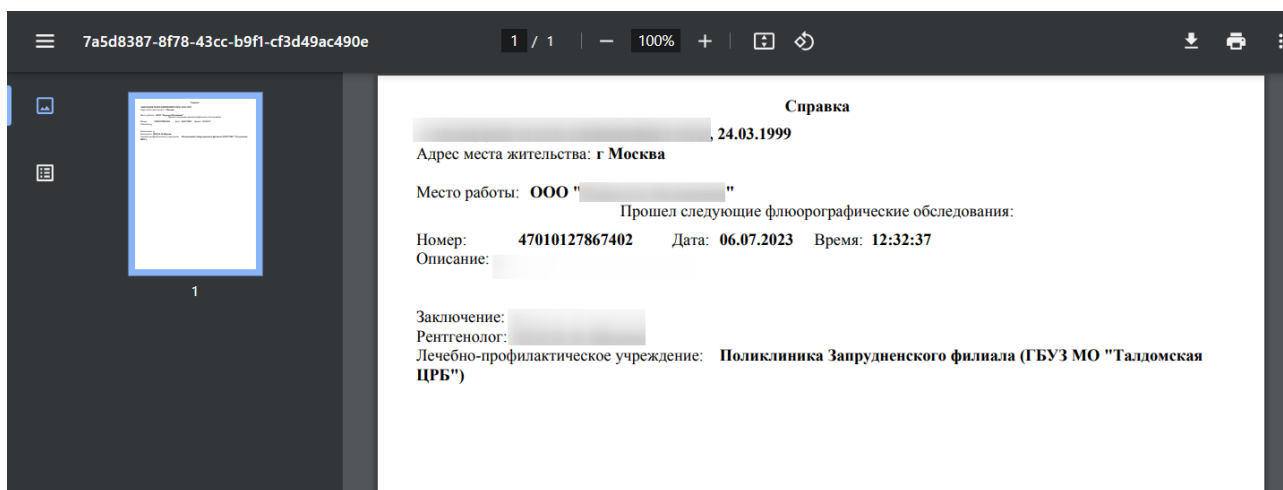 7a5d8387-8f78-43cc-b9f1-cf3d49ac490e
1 / 1
100%
1
Справка
, 24.03.1999
Адрес места жительства: г Москва
Место работы: ООО " "
Прошел следующие флюорографические обследования:
Номер: 47010127867402 Дата: 06.07.2023 Время: 12:32:37
Описание:
Заключение:
Рентгенолог:
Лечебно-профилактическое учреждение: Поликлиника Запрудненского филиала (ГБУЗ МО "Талдомская
ЦРБ")